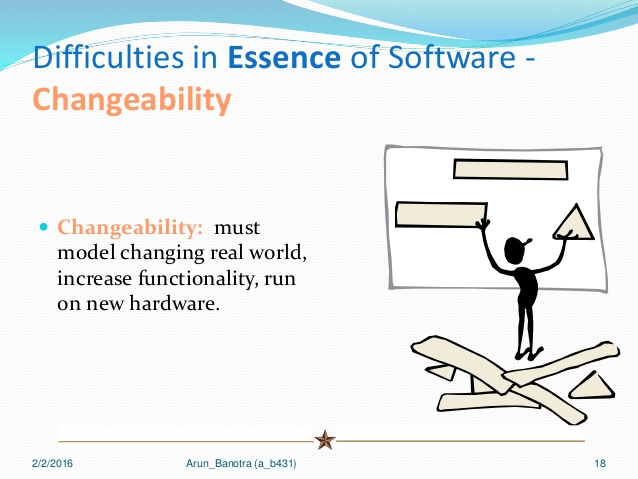 Difficulties in Essence of Software -
Changeability
Changeability: must
model changing real world,
increase functionality, run
on new hardware.
2/2/2016 Arun_Banotra (a_b431) 18